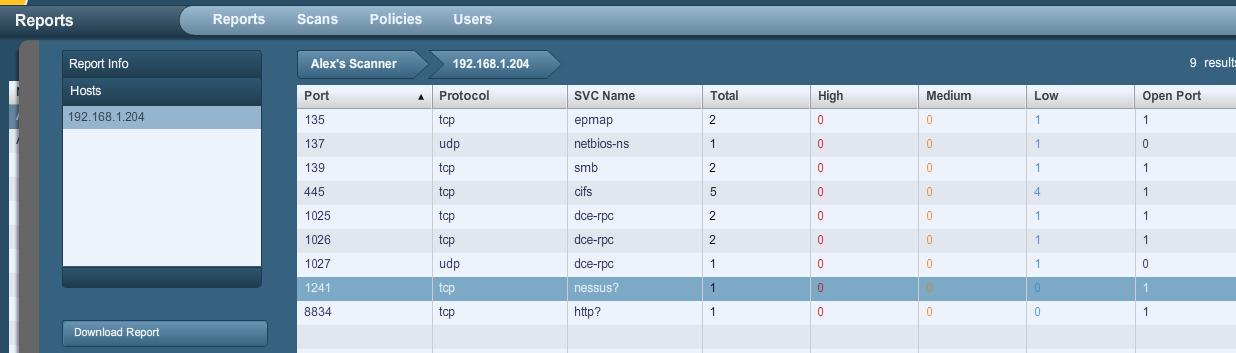 Reports Reports Scans Policies Users
Report Info
Alex's Scanner 192.168.1.204 9 results
Hosts
Port Protocol SVC Name Total High Medium Low Open Port
192.168.1.204
135 tcp epmap 2 0 0 1 1
137 udp netbios-ns 1 0 0 1 0
139 tcp smb 2 0 0 1 1
445 tcp cifs 5 0 0 4 1
1025 tcp dce-rpc 2 0 0 1 1
1026 tcp dce-rpc 2 0 0 1 1
1027 udp dce-rpc 1 0 0 1 0
1241 tcp nessus? 1 0 0 0 1
8834 tcp http? 1 0 0 0 1
Download Report